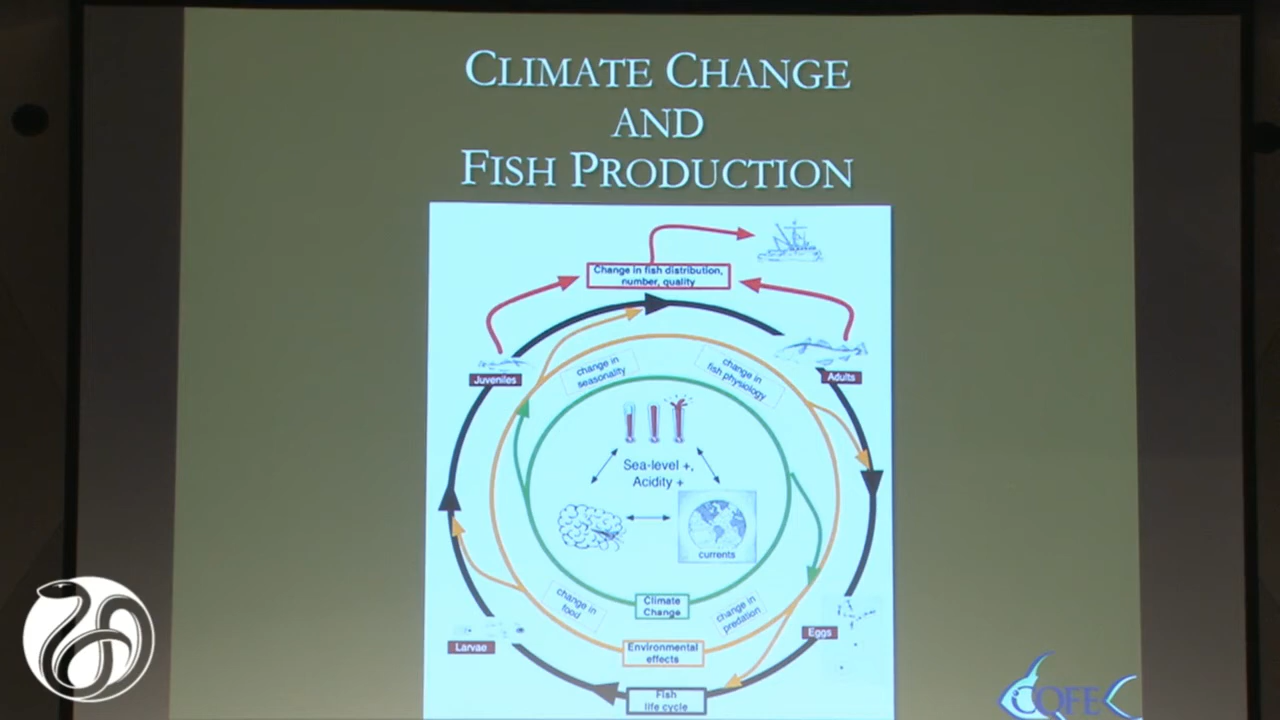 CLIMATE CHANGE
AND
FISH PRODUCTION
Change in fish distribution,
number, quality
Juveniles
change in
seasonality
change in
fish physiology
Adults
Sea-level +,
Acidity +
currents
change in
food
Climate
Change
change in
predation
Eggs
Larvae
Environmental
effects
Fish
life cycle